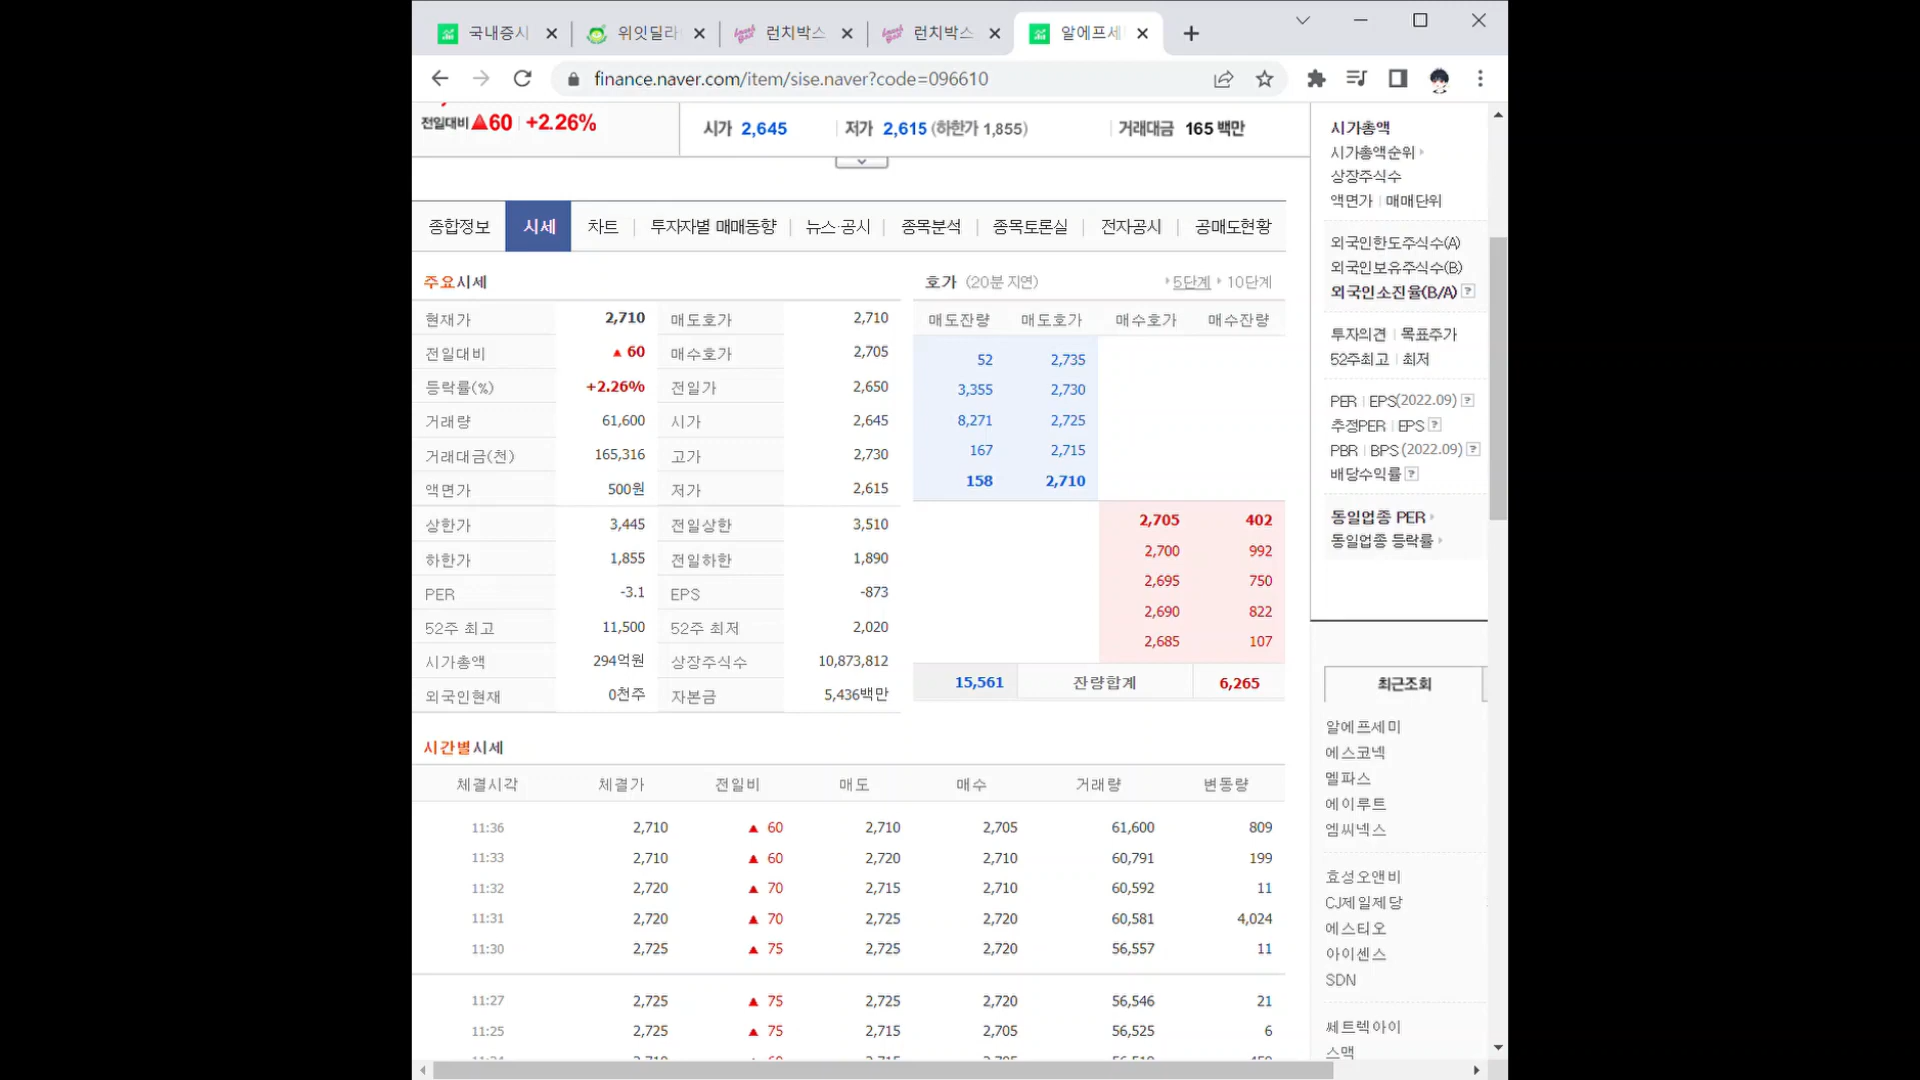 국내증시
위잇딜라
런치박스
런치박스
알에프세
finance.naver.com/item/sise.naver?code=096610
전일대비 ▲60 +2.26%
시가 2,645
저가 2,615 (하한가 1,855)
거래대금 165 백만
종합정보 시세 차트 투자자별 매매동향 뉴스·공시 종목분석 종목토론실 전자공시 공매도현황
주요시세
현재가 2,710 매도호가 2,710
전일대비 ▲ 60 매수호가 2,705
등락률(%) +2.26% 전일가 2,650
거래량 61,600 시가 2,645
거래대금(천) 165,316 고가 2,730
액면가 500원 저가 2,615
상한가 3,445 전일상한 3,510
하한가 1,855 전일하한 1,890
PER -3.1 EPS -873
52주 최고 11,500 52주 최저 2,020
시가총액 294억원 상장주식수 10,873,812
외국인현재 0천주 자본금 5,436백만
호가 (20분 지연) 5단계 10단계
매도잔량 매도호가 매수호가 매수잔량
52 2,735
3,355 2,730
8,271 2,725
167 2,715
158 2,710
2,705 402
2,700 992
2,695 750
2,690 822
2,685 107
15,561 잔량합계 6,265
시간별시세
체결시각 체결가 전일비 매도 매수 거래량 변동량
11:36 2,710 ▲ 60 2,710 2,705 61,600 809
11:33 2,710 ▲ 60 2,720 2,710 60,791 199
11:32 2,720 ▲ 70 2,715 2,710 60,592 11
11:31 2,720 ▲ 70 2,725 2,720 60,581 4,024
11:30 2,725 ▲ 75 2,725 2,720 56,557 11
11:27 2,725 ▲ 75 2,725 2,720 56,546 21
11:25 2,725 ▲ 75 2,715 2,705 56,525 6
시가총액
시가총액순위
상장주식수
액면가 | 매매단위
외국인한도주식수(A)
외국인보유주식수(B)
외국인소진율(B/A) ?
투자의견 | 목표주가
52주최고 | 최저
PER | EPS(2022.09) ?
추정PER | EPS ?
PBR | BPS (2022.09) ?
배당수익률 ?
동일업종 PER
동일업종 등락률
최근조회
알에프세미
에스코넥
멜파스
에이루트
엠씨넥스
효성오앤비
CJ제일제당
에스티오
아이센스
SDN
쎄트렉아이
스맥